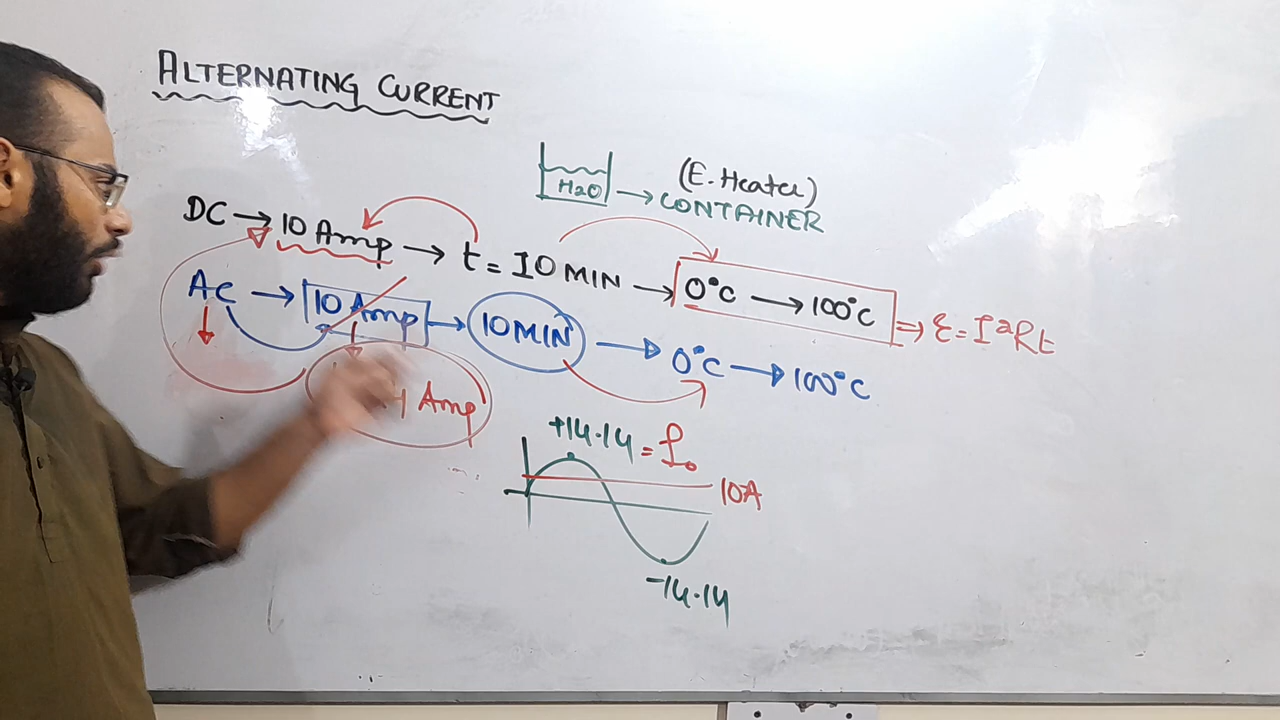 ALTERNATING CURRENT
H2O → CONTAINER
(E. Heater)
DC → 10 Amp → t = 10 MIN → 0°C → 100°C ⇒ E = I²Rt
AC → 10 Amp → 10 MIN → 0°C → 100°C
Amp
+14.14 = I₀
10A
-14.14